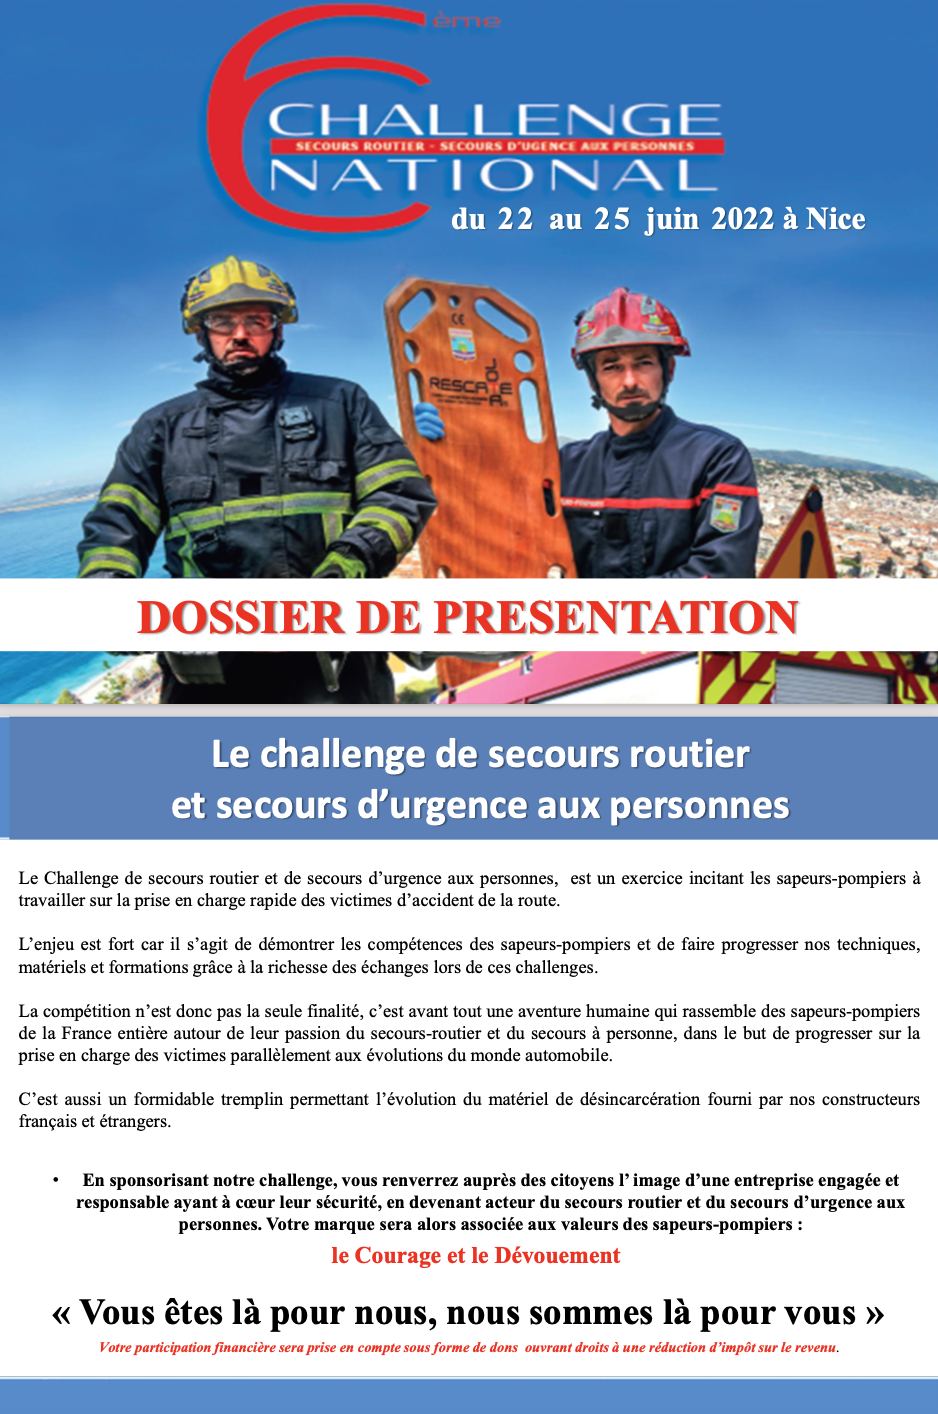 6ème
CHALLENGE
SECOURS ROUTIER - SECOURS D'UGENCE AUX PERSONNES
NATIONAL
du 22 au 25 juin 2022 à Nice
CE
JOTA
RESCATE
DOSSIER DE PRESENTATION
Le challenge de secours routier
et secours d’urgence aux personnes
Le Challenge de secours routier et de secours d’urgence aux personnes, est un exercice incitant les sapeurs-pompiers à
travailler sur la prise en charge rapide des victimes d’accident de la route.
L’enjeu est fort car il s’agit de démontrer les compétences des sapeurs-pompiers et de faire progresser nos techniques,
matériels et formations grâce à la richesse des échanges lors de ces challenges.
La compétition n’est donc pas la seule finalité, c’est avant tout une aventure humaine qui rassemble des sapeurs-pompiers
de la France entière autour de leur passion du secours-routier et du secours à personne, dans le but de progresser sur la
prise en charge des victimes parallèlement aux évolutions du monde automobile.
C’est aussi un formidable tremplin permettant l’évolution du matériel de désincarcération fourni par nos constructeurs
français et étrangers.
• En sponsorisant notre challenge, vous renverrez auprès des citoyens l’ image d’une entreprise engagée et
responsable ayant à cœur leur sécurité, en devenant acteur du secours routier et du secours d’urgence aux
personnes. Votre marque sera alors associée aux valeurs des sapeurs-pompiers :
le Courage et le Dévouement
« Vous êtes là pour nous, nous sommes là pour vous »
Votre participation financière sera prise en compte sous forme de dons ouvrant droits à une réduction d’impôt sur le revenu.